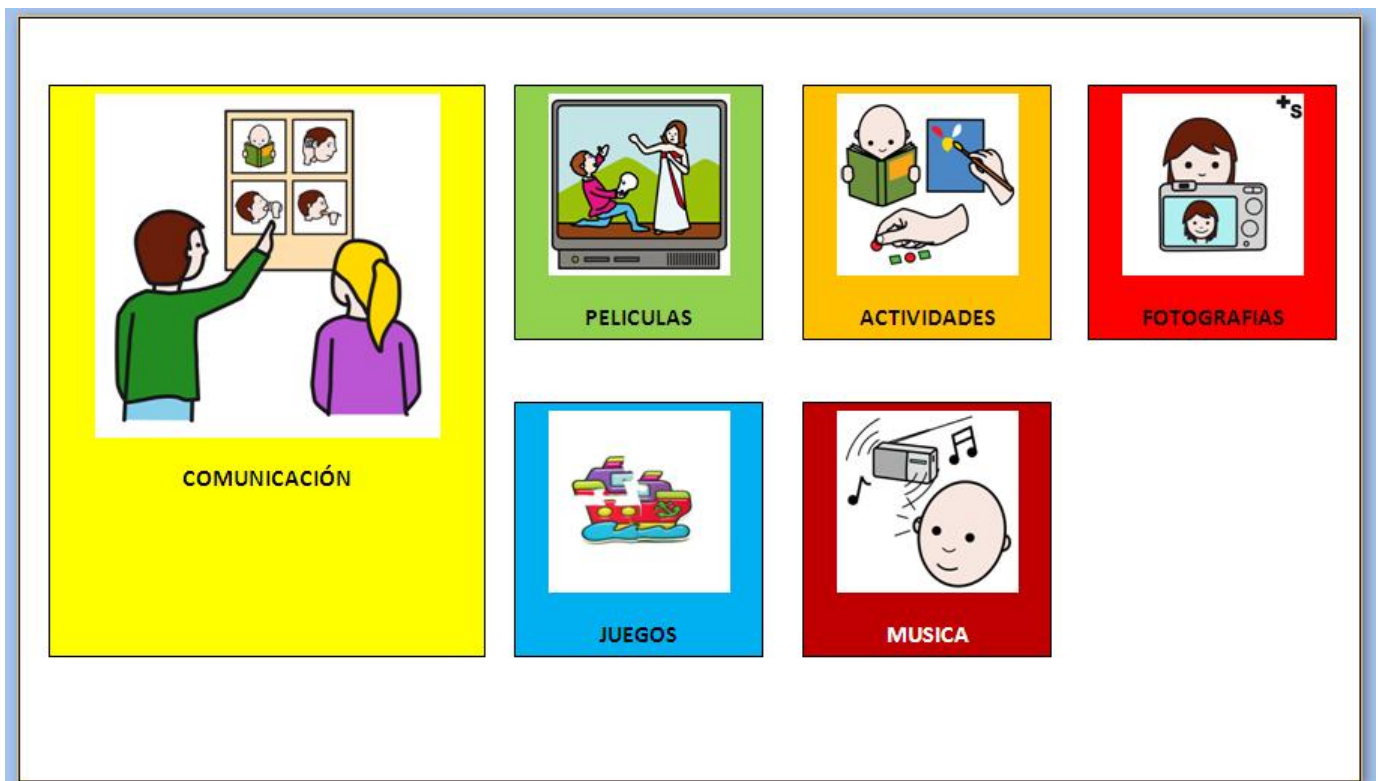 COMUNICACIÓN
PELICULAS
ACTIVIDADES
+s
FOTOGRAFIAS
JUEGOS
MUSICA